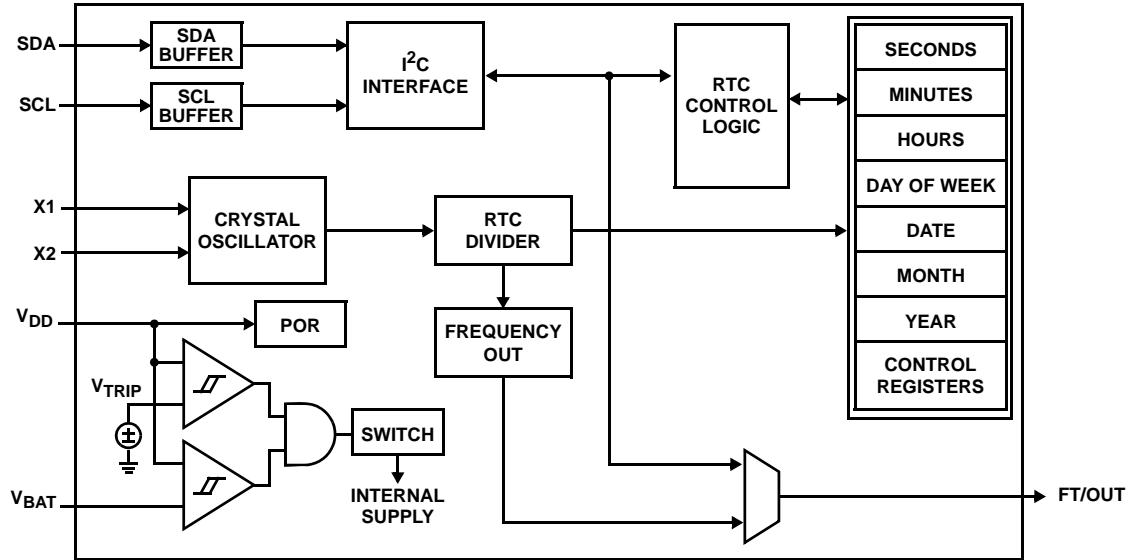 SDA
SDA
BUFFER
SCL
SCL
BUFFER
I²C
INTERFACE
RTC
CONTROL
LOGIC
SECONDS
MINUTES
HOURS
DAY OF WEEK
DATE
MONTH
YEAR
CONTROL
REGISTERS
X1
X2
CRYSTAL
OSCILLATOR
RTC
DIVIDER
FREQUENCY
OUT
VDD
POR
VTRIP
±
VBAT
SWITCH
INTERNAL
SUPPLY
FT/OUT